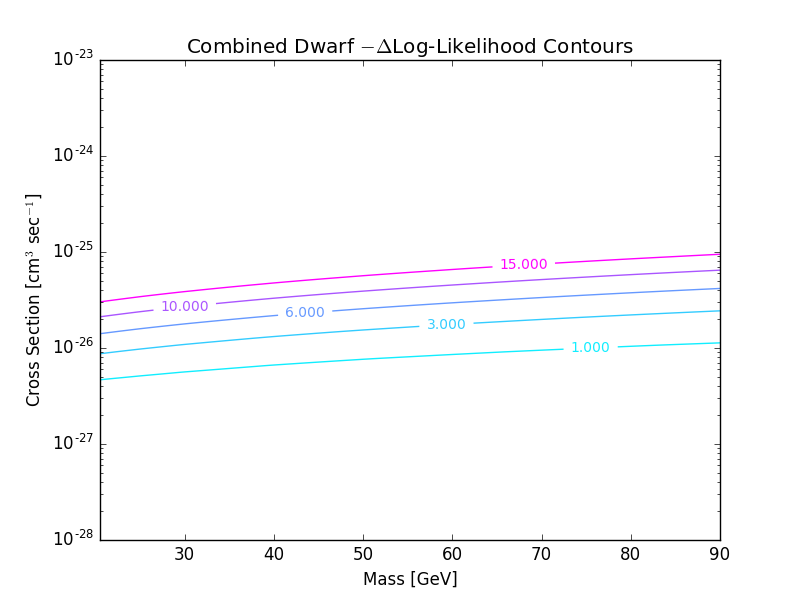 Combined Dwarf −ΔLog-Likelihood Contours
10^-23
10^-24
10^-25
10^-26
10^-27
10^-28
Cross Section [cm^3 sec^−1]
15.000
10.000
6.000
3.000
1.000
30 40 50 60 70 80 90
Mass [GeV]